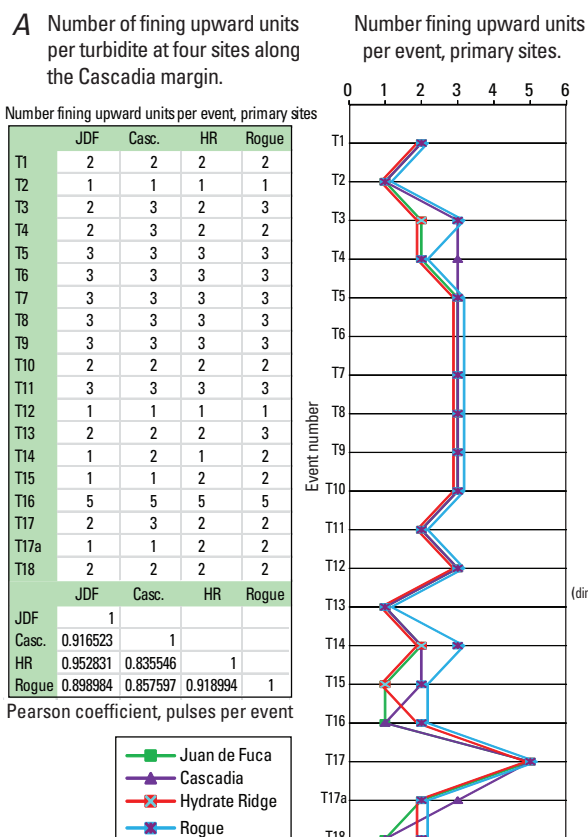 A Number of fining upward units
per turbidite at four sites along
the Cascadia margin.
Number fining upward units per event, primary sites
JDF Casc. HR Rogue
T1 2 2 2 2
T2 1 1 1 1
T3 2 3 2 3
T4 2 3 2 2
T5 3 3 3 3
T6 3 3 3 3
T7 3 3 3 3
T8 3 3 3 3
T9 3 3 3 3
T10 2 2 2 2
T11 3 3 3 3
T12 1 1 1 1
T13 2 2 2 3
T14 1 2 1 2
T15 1 1 2 2
T16 5 5 5 5
T17 2 3 2 2
T17a 1 1 2 2
T18 2 2 2 2
JDF Casc. HR Rogue
JDF 1
Casc. 0.916523 1
HR 0.952831 0.835546 1
Rogue 0.898984 0.857597 0.918994 1
Pearson coefficient, pulses per event
Juan de Fuca
Cascadia
Hydrate Ridge
Rogue
Number fining upward units
per event, primary sites.
0 1 2 3 4 5 6
Event number
T1
T2
T3
T4
T5
T6
T7
T8
T9
T10
T11
T12
T13
T14
T15
T16
T17
T17a
T18